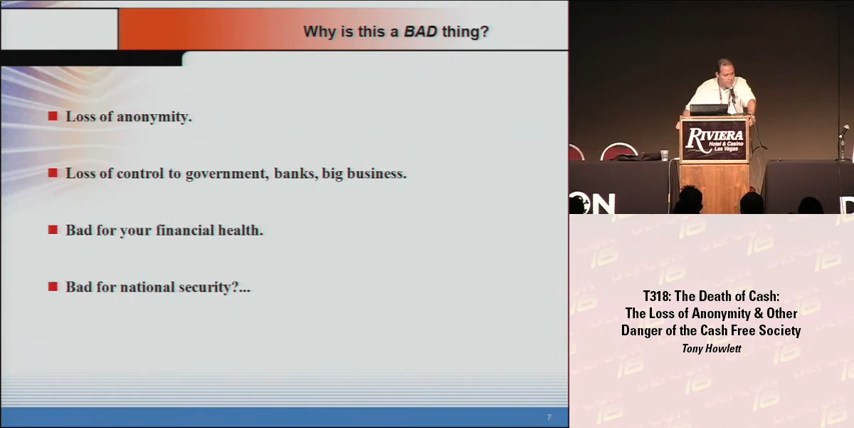 Why is this a BAD thing?
Loss of anonymity.
Loss of control to government, banks, big business.
Bad for your financial health.
Bad for national security?...
7
RIVIERA
Hotel & Casino
Las Vegas
ON
D
T318: The Death of Cash:
The Loss of Anonymity & Other
Danger of the Cash Free Society
Tony Howlett